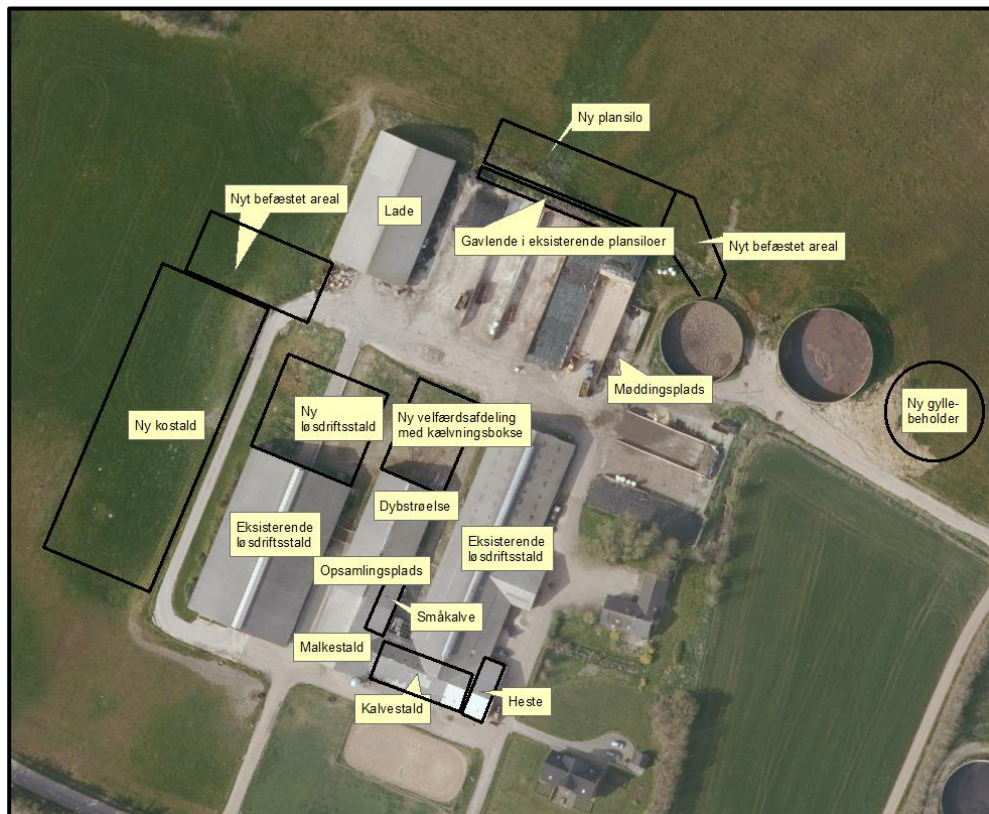 Ny plansilo
Nyt befæstet areal
Lade
Gavlende i eksisterende plansiloer
Nyt befæstet areal
Møddingsplads
Ny gylle-
beholder
Ny kostald
Ny
løsdriftsstald
Ny velfærdsafdeling
med kælvningsbokse
Dybstrøelse
Eksisterende
løsdriftsstald
Eksisterende
løsdriftsstald
Opsamlingsplads
Småkalve
Malkestald
Kalvestald
Heste